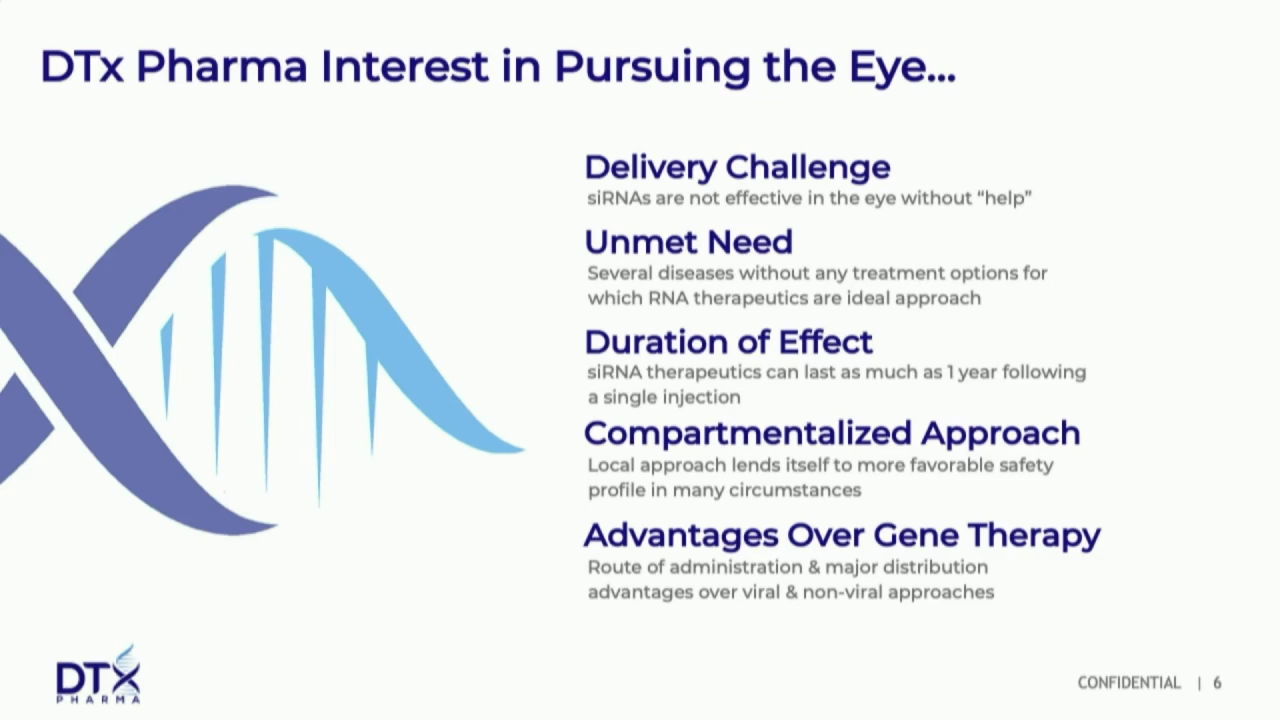 DTx Pharma Interest in Pursuing the Eye...
Delivery Challenge
siRNAs are not effective in the eye without “help”
Unmet Need
Several diseases without any treatment options for
which RNA therapeutics are ideal approach
Duration of Effect
siRNA therapeutics can last as much as 1 year following
a single injection
Compartmentalized Approach
Local approach lends itself to more favorable safety
profile in many circumstances
Advantages Over Gene Therapy
Route of administration & major distribution
advantages over viral & non-viral approaches
DTX
PHARMA
CONFIDENTIAL | 6